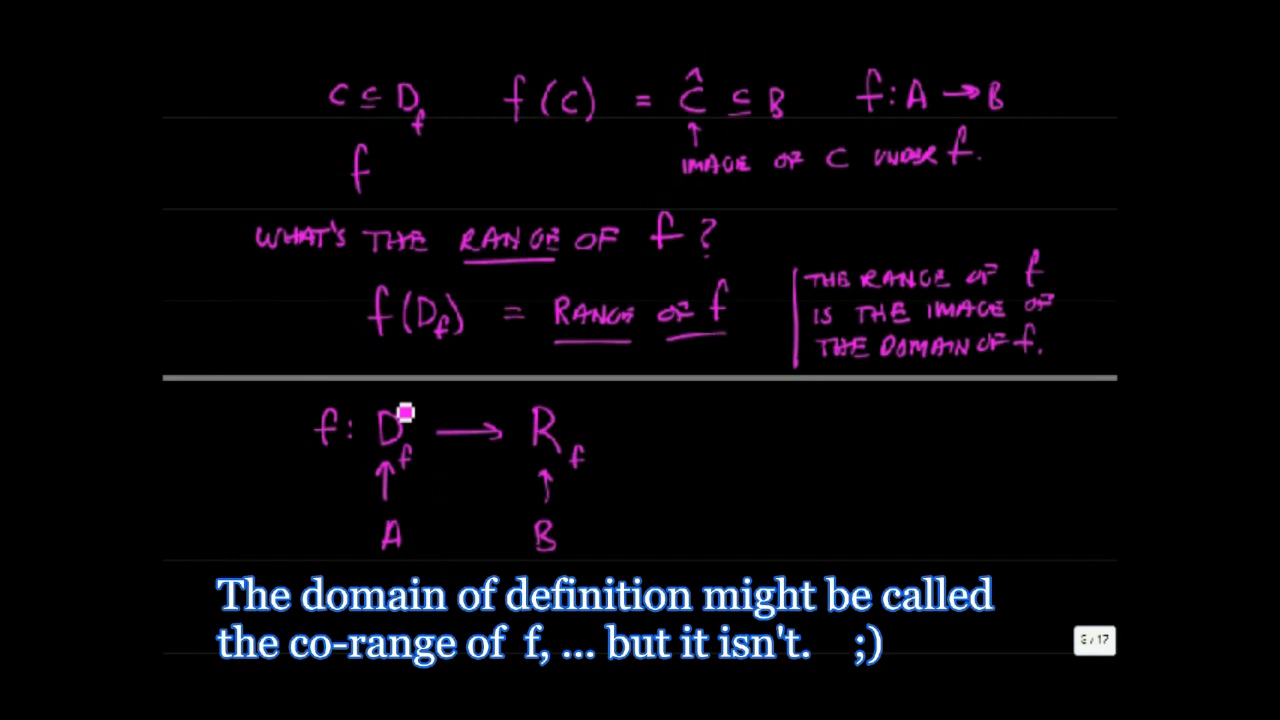 C ⊆ D_f f(C) = Ĉ ⊆ B f: A → B
↑
f IMAGE OF C UNDER f.
WHAT'S THE RANGE OF f?
f(D_f) = RANGE OF f
THE RANGE OF f
IS THE IMAGE OF
THE DOMAIN OF f.
f: D_f → R_f
↑ ↑
A B
The domain of definition might be called
the co-range of f, ... but it isn't. ;)